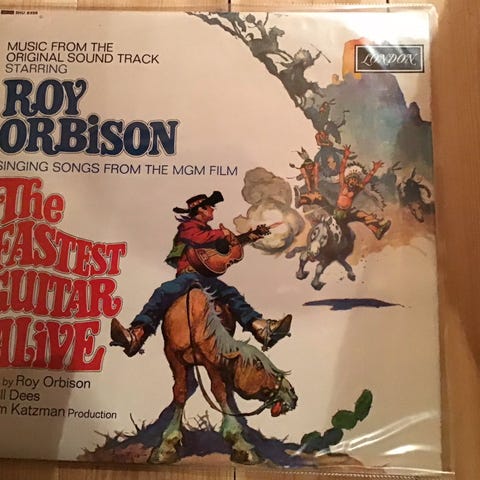 MUSIC FROM THE
ORIGINAL SOUND TRACK
STARRING
ROY
ORBISON
LONDON
SINGING SONGS FROM THE MGM FILM
The
FASTEST
GUITAR
ALiVE
by Roy Orbison
ll Dees
m Katzman Production